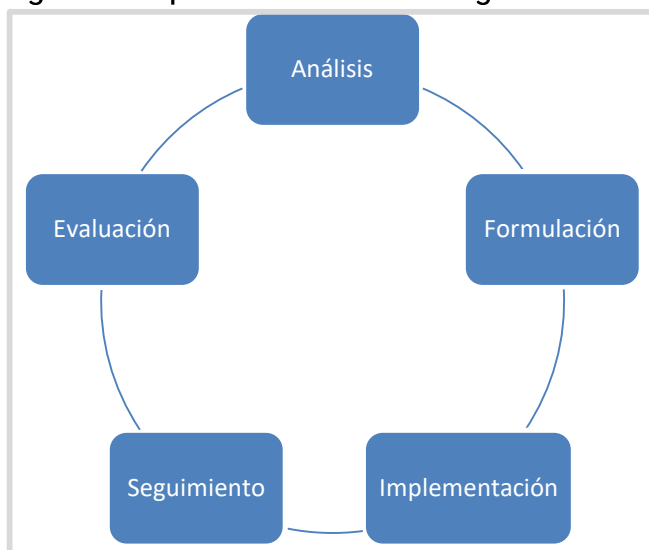 Análisis
Formulación
Implementación
Seguimiento
Evaluación